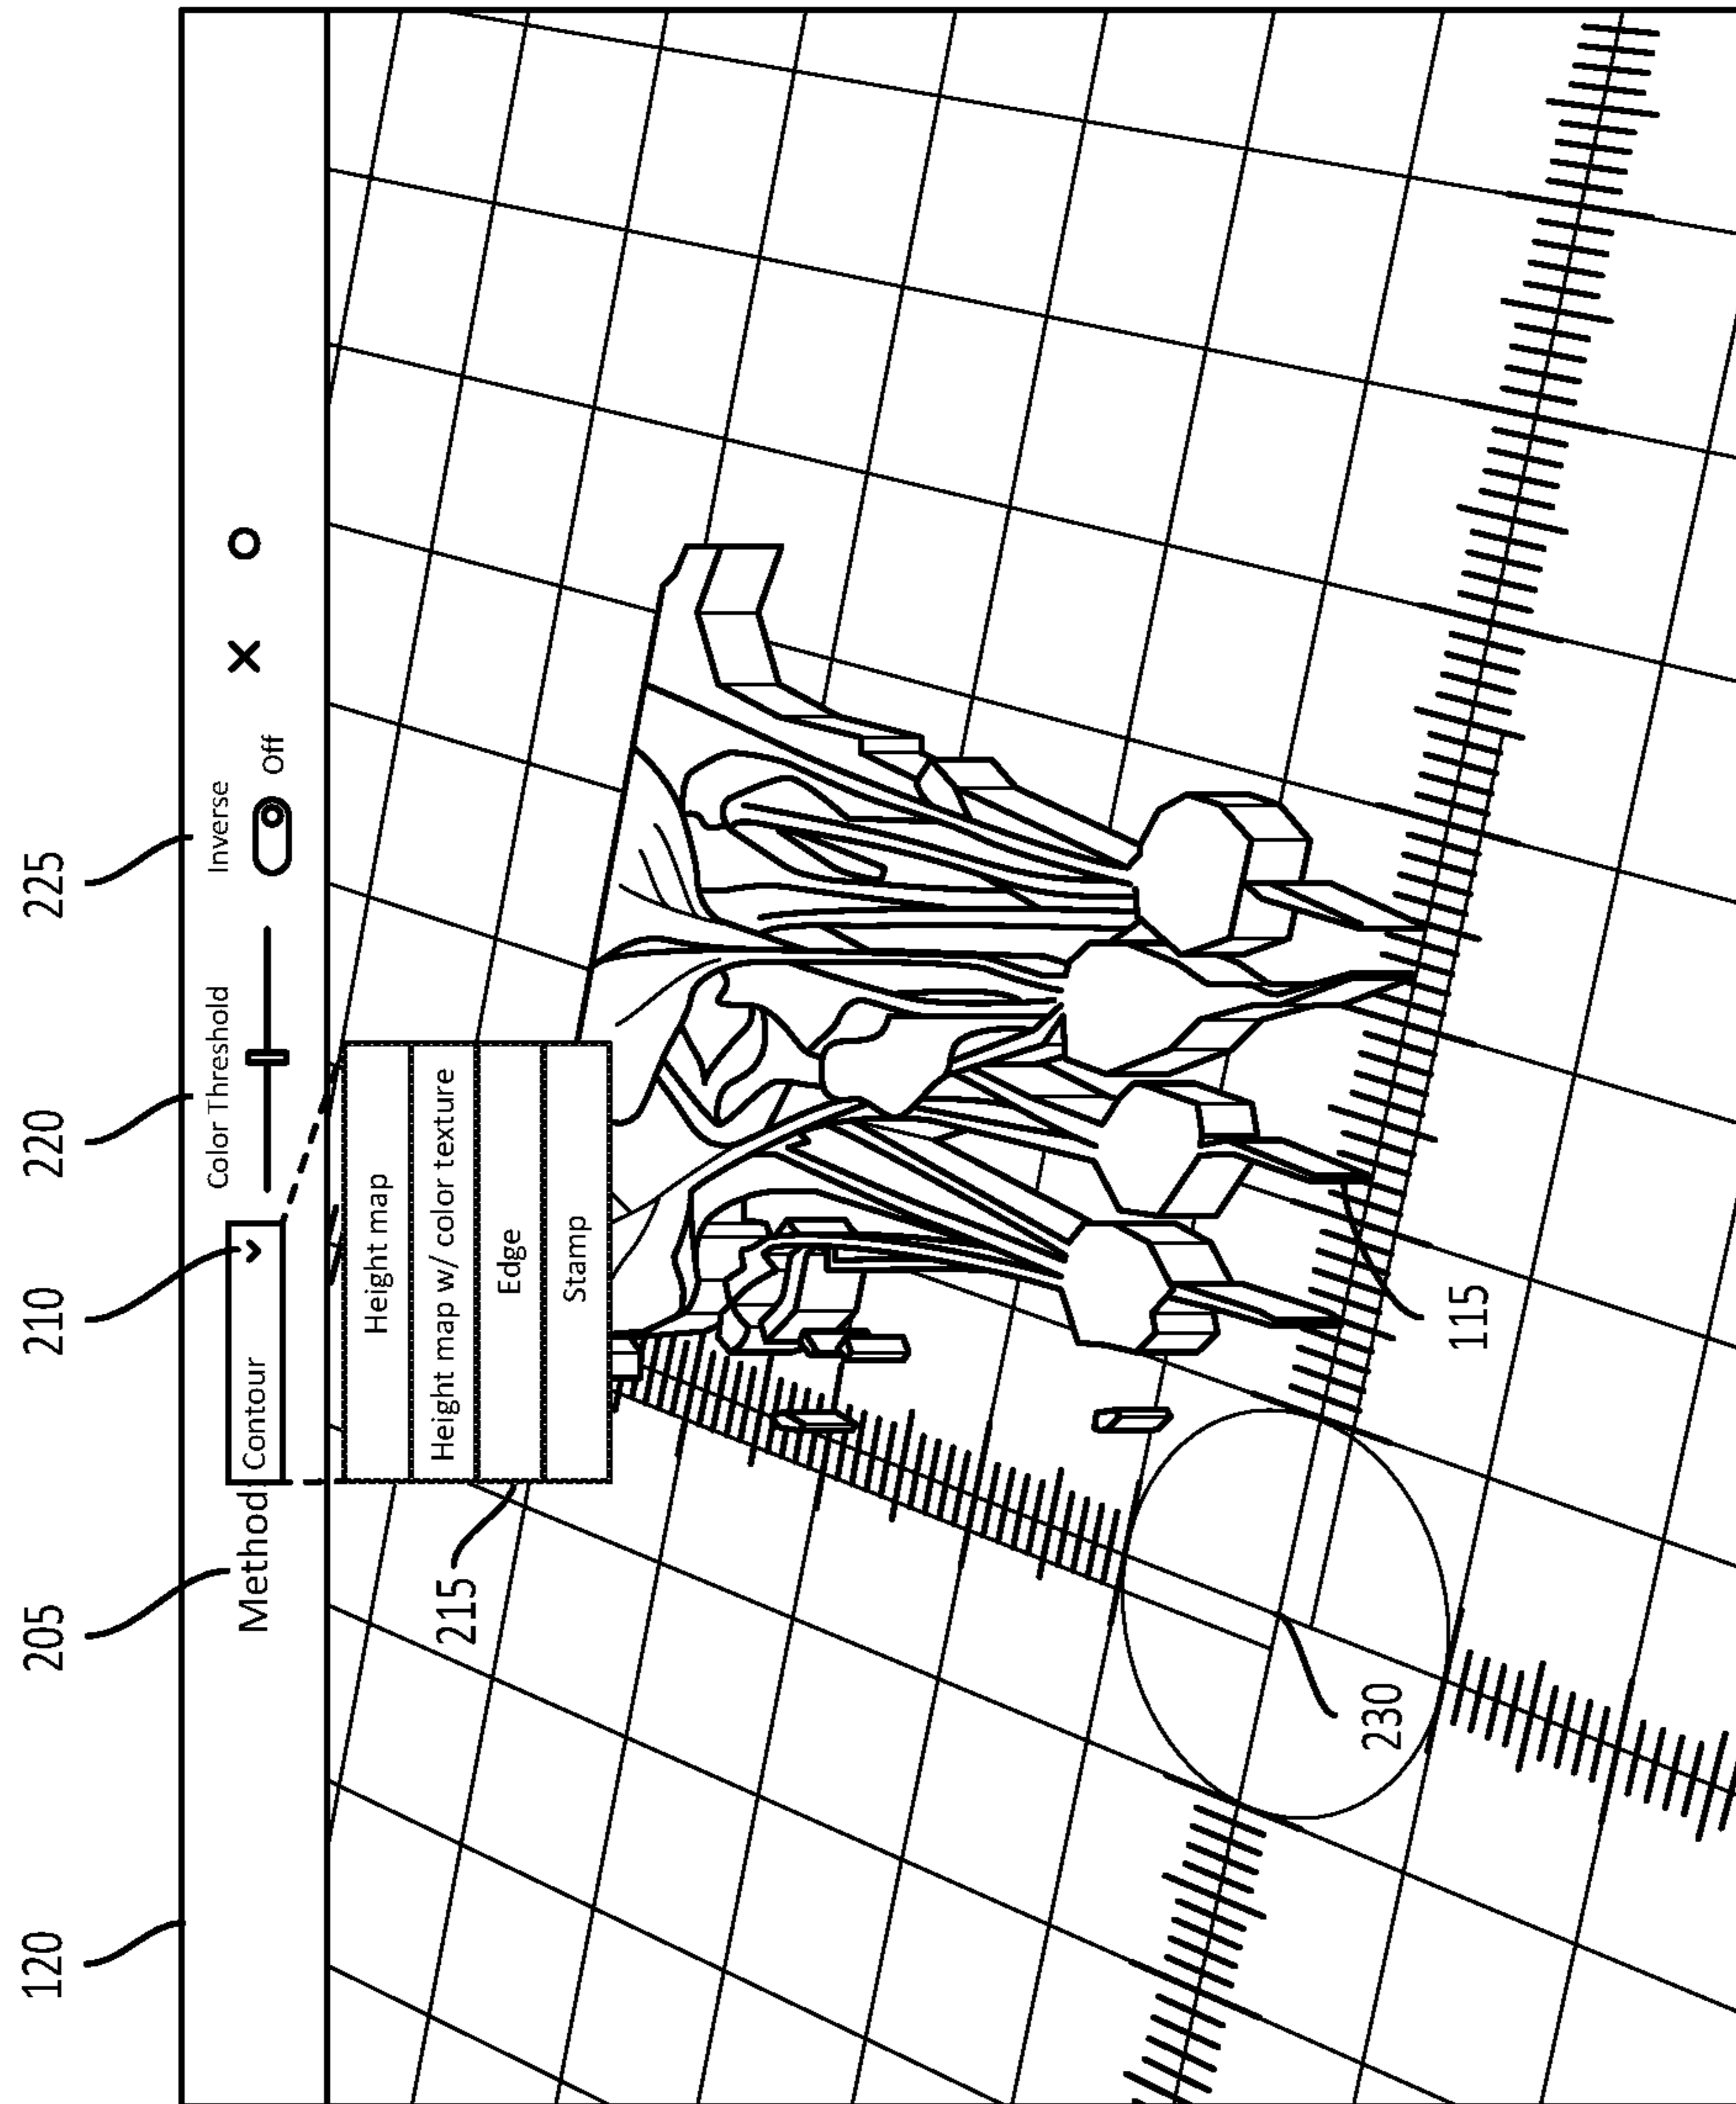 120
205
210
220
225
Method
Contour
Color Threshold
Inverse
Off
Height map
Height map w/ color texture
Edge
Stamp
215
230
115